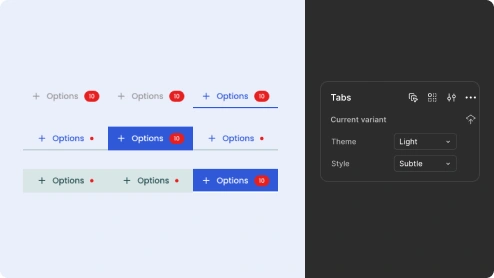 Options 10 Options 10 Options 10
Options Options 10 Options
Options Options Options 10
Tabs
Current variant
Theme Light
Style Subtle